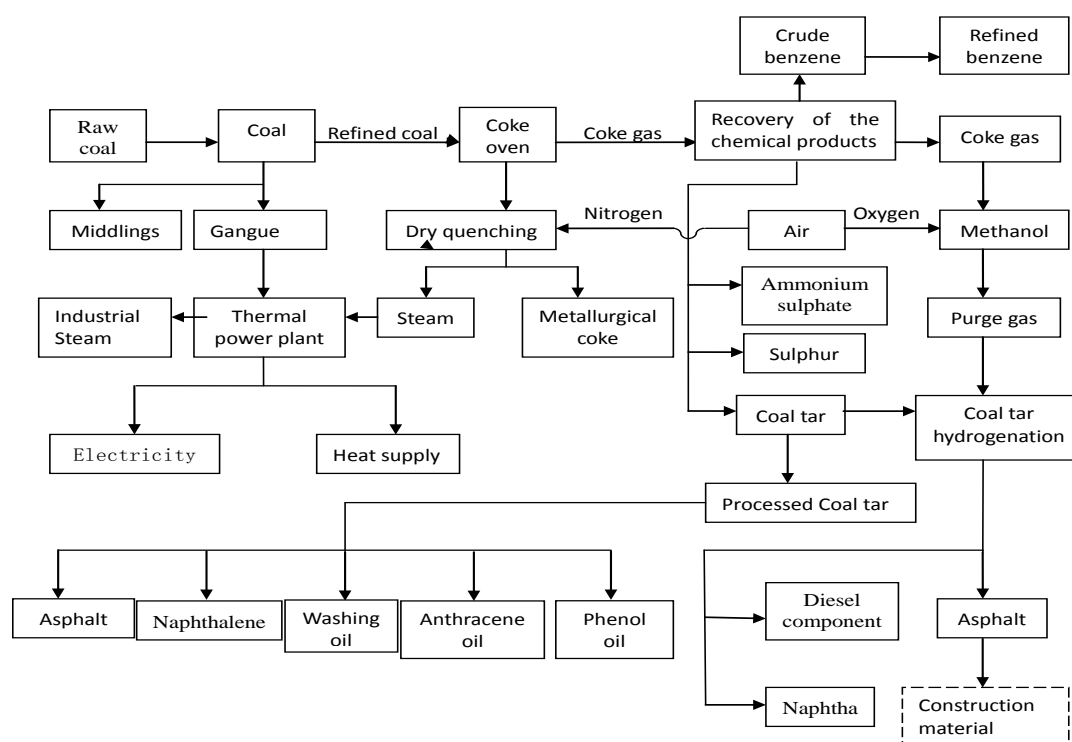 Crude
benzene
Refined
benzene
Raw
coal
Coal
Refined coal
Coke
oven
Coke gas
Recovery of the
chemical products
Coke gas
Middlings
Gangue
Dry quenching
Nitrogen
Air
Oxygen
Methanol
Industrial
Steam
Thermal
power plant
Steam
Metallurgical
coke
Ammonium
sulphate
Purge gas
Sulphur
Electricity
Heat supply
Coal tar
Coal tar
hydrogenation
Processed Coal tar
Asphalt
Naphthalene
Washing
oil
Anthracene
oil
Phenol
oil
Diesel
component
Asphalt
Naphtha
Construction
material